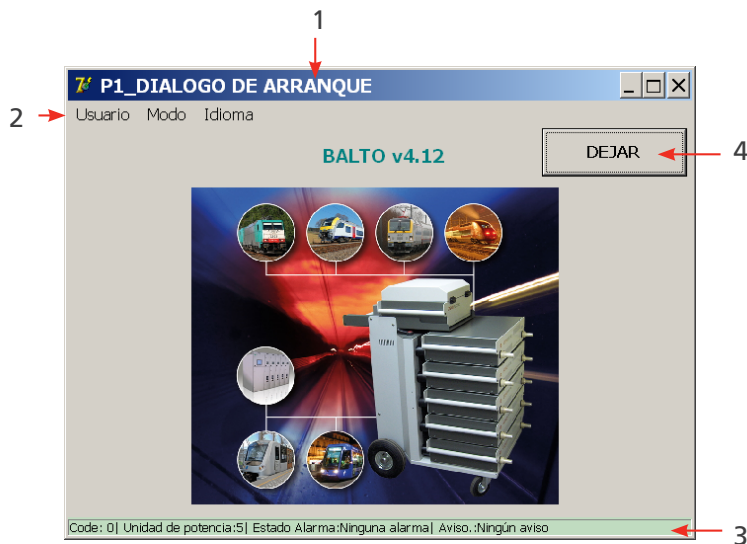 1
P1_DIALOGO DE ARRANQUE
2
Usuario Modo Idioma
BALTO v4.12
DEJAR
4
Code: 0| Unidad de potencia:5| Estado Alarma:Ninguna alarma| Aviso.:Ningún aviso
3